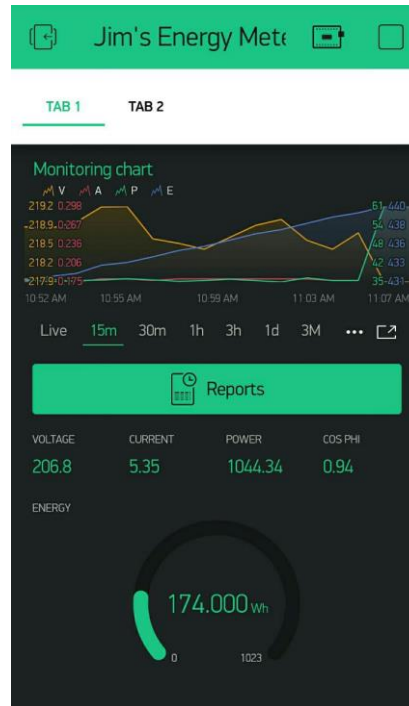 Jim's Energy Mete
TAB 1 TAB 2
Monitoring chart
V A P E
219.2 0.298 61 440
218.9 0.267 54 438
218.5 0.236 48 436
218.2 0.206 42 433
217.9 0.175 35 431
10:52 AM 10:55 AM 10:59 AM 11:03 AM 11:07 AM
Live 15m 30m 1h 3h 1d 3M •••
Reports
VOLTAGE CURRENT POWER COS PHI
206.8 5.35 1044.34 0.94
ENERGY
174.000 Wh
0 1023